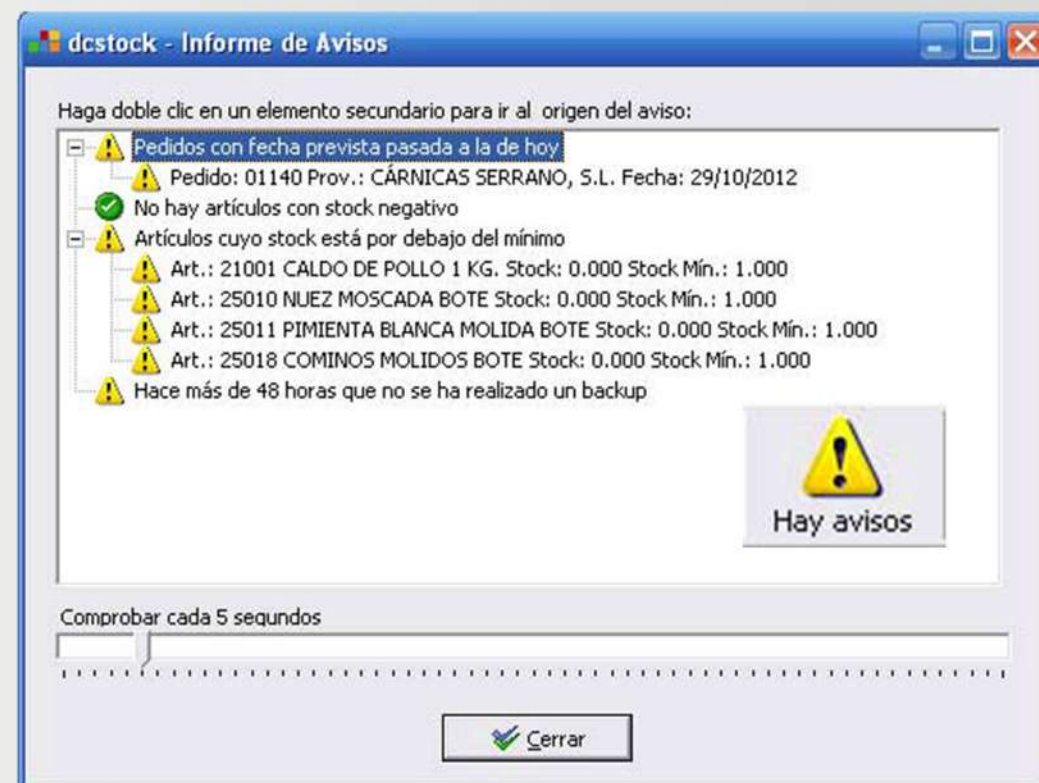 dcstock - Informe de Avisos
Haga doble clic en un elemento secundario para ir al origen del aviso:
Pedidos con fecha prevista pasada a la de hoy
Pedido: 01140 Prov.: CÁRNICAS SERRANO, S.L. Fecha: 29/10/2012
No hay artículos con stock negativo
Artículos cuyo stock está por debajo del mínimo
Art.: 21001 CALDO DE POLLO 1 KG. Stock: 0.000 Stock Mín.: 1.000
Art.: 25010 NUEZ MOSCADA BOTE Stock: 0.000 Stock Mín.: 1.000
Art.: 25011 PIMIENTA BLANCA MOLIDA BOTE Stock: 0.000 Stock Mín.: 1.000
Art.: 25018 COMINOS MOLIDOS BOTE Stock: 0.000 Stock Mín.: 1.000
Hace más de 48 horas que no se ha realizado un backup
Hay avisos
Comprobar cada 5 segundos
Cerrar